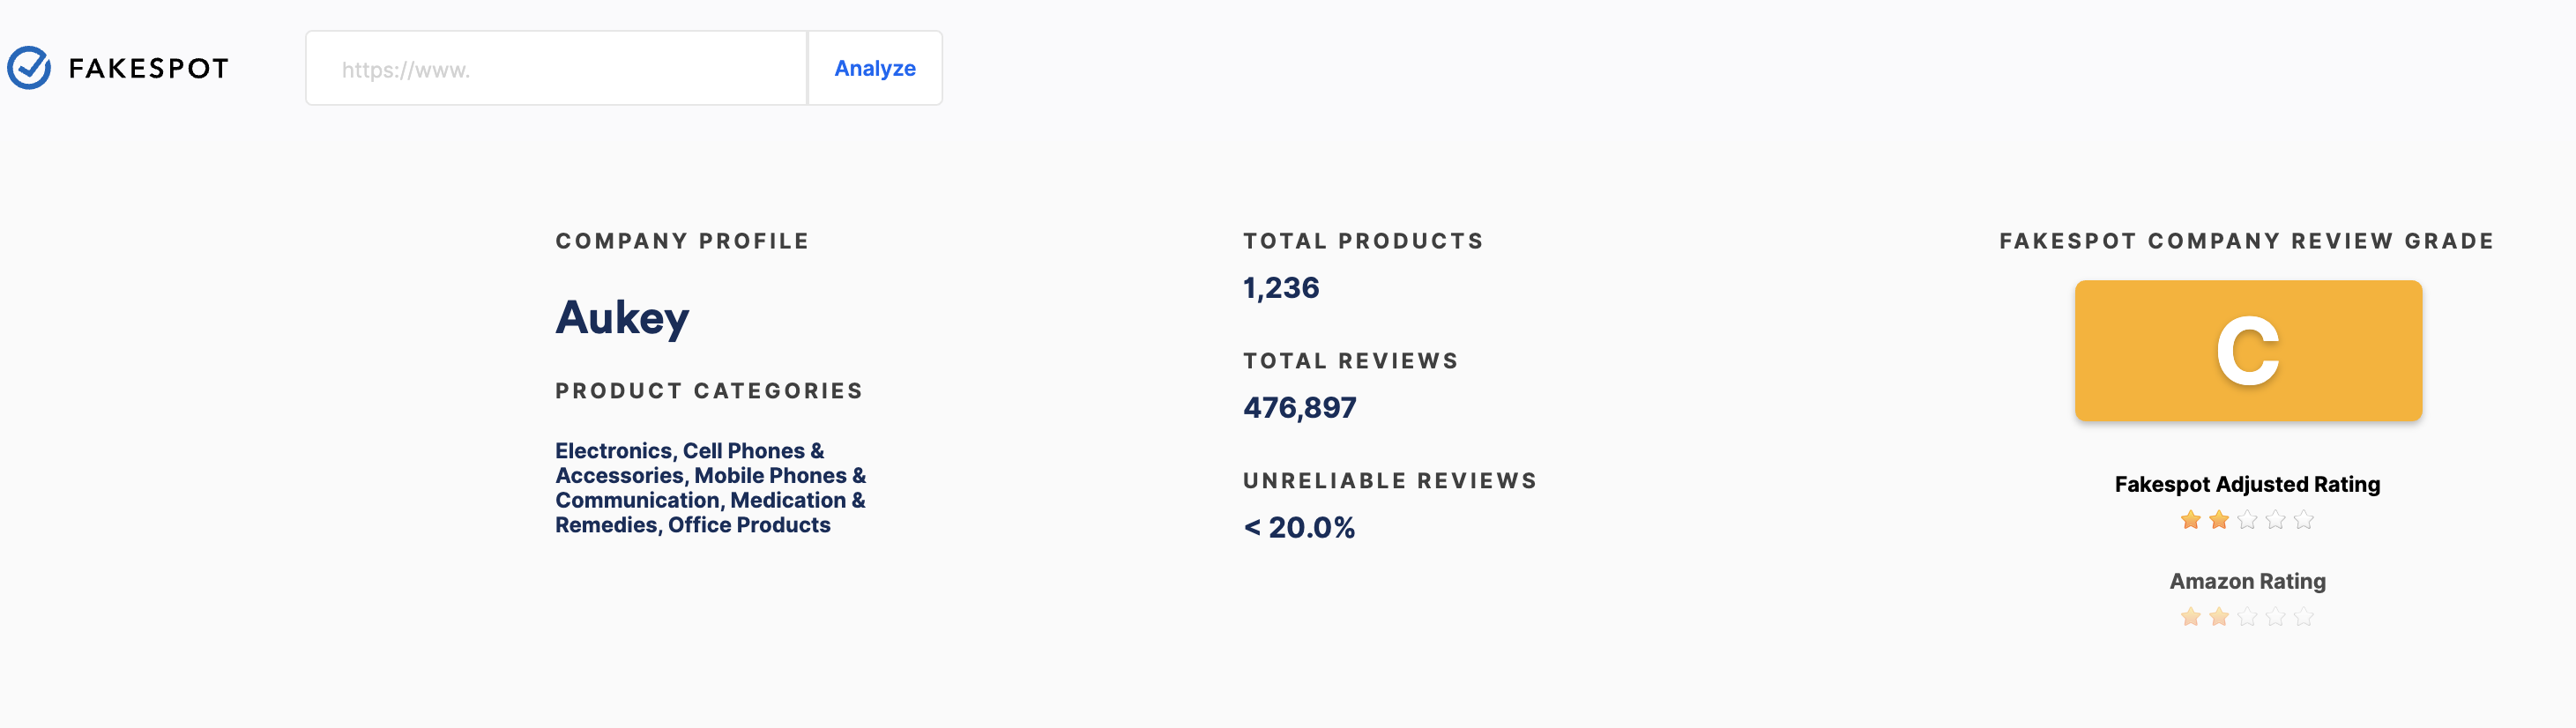 FAKESPOT
https://www.
Analyze
COMPANY PROFILE
Aukey
PRODUCT CATEGORIES
Electronics, Cell Phones &
Accessories, Mobile Phones &
Communication, Medication &
Remedies, Office Products
TOTAL PRODUCTS
1,236
TOTAL REVIEWS
476,897
UNRELIABLE REVIEWS
< 20.0%
FAKESPOT COMPANY REVIEW GRADE
C
Fakespot Adjusted Rating
Amazon Rating